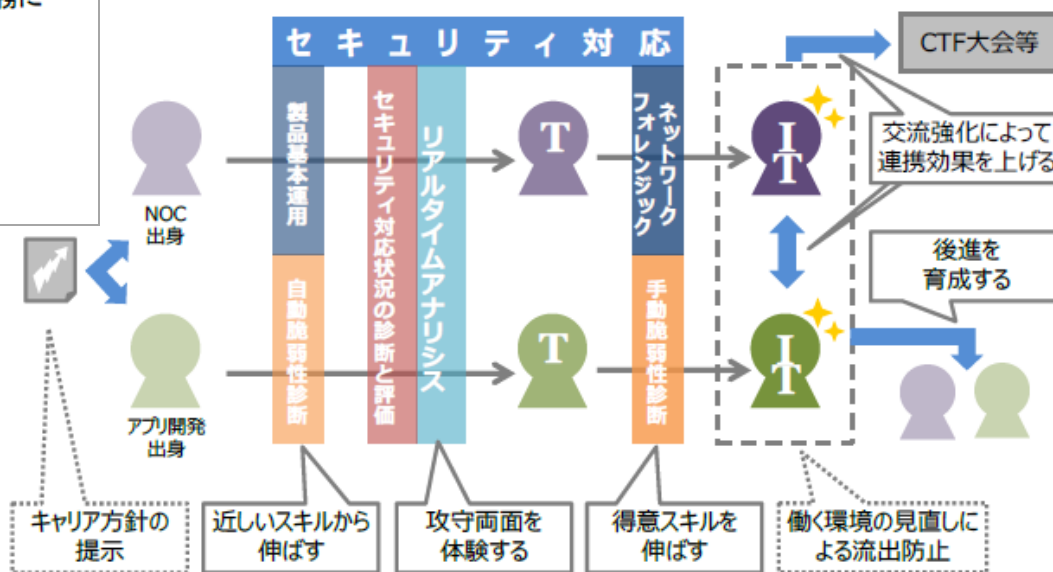 務に
セキュリティ対応
CTF大会等
製品基本運用
セキュリティ対応状況の診断と評価
リアルタイムアナリシス
T
ネットワーク
フォレンジック
I
T
交流強化によって
連携効果を上げる
NOC
出身
後進を
育成する
自動脆弱性診断
T
手動脆弱性診断
I
T
アプリ開発
出身
キャリア方針の
提示
近しいスキルから
伸ばす
攻守両面を
体験する
得意スキルを
伸ばす
働く環境の見直しに
よる流出防止